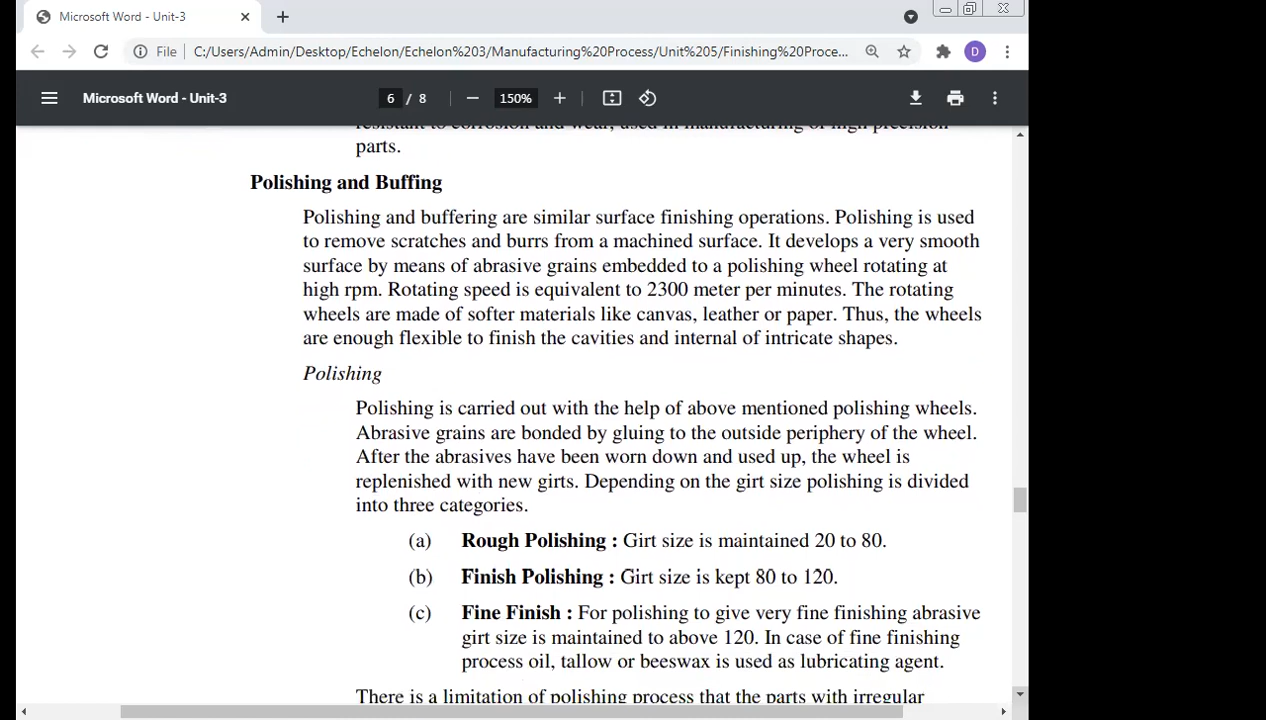 Microsoft Word - Unit-3
File C:/Users/Admin/Desktop/Echelon/Echelon%203/Manufacturing%20Process/Unit%205/Finishing%20Proce... D
Microsoft Word - Unit-3 6 / 8 150%
resistant to corrosion and wear, used in manufacturing of high precision
parts.
Polishing and Buffing
Polishing and buffering are similar surface finishing operations. Polishing is used
to remove scratches and burrs from a machined surface. It develops a very smooth
surface by means of abrasive grains embedded to a polishing wheel rotating at
high rpm. Rotating speed is equivalent to 2300 meter per minutes. The rotating
wheels are made of softer materials like canvas, leather or paper. Thus, the wheels
are enough flexible to finish the cavities and internal of intricate shapes.
Polishing
Polishing is carried out with the help of above mentioned polishing wheels.
Abrasive grains are bonded by gluing to the outside periphery of the wheel.
After the abrasives have been worn down and used up, the wheel is
replenished with new girts. Depending on the girt size polishing is divided
into three categories.
(a) Rough Polishing : Girt size is maintained 20 to 80.
(b) Finish Polishing : Girt size is kept 80 to 120.
(c) Fine Finish : For polishing to give very fine finishing abrasive
girt size is maintained to above 120. In case of fine finishing
process oil, tallow or beeswax is used as lubricating agent.
There is a limitation of polishing process that the parts with irregular